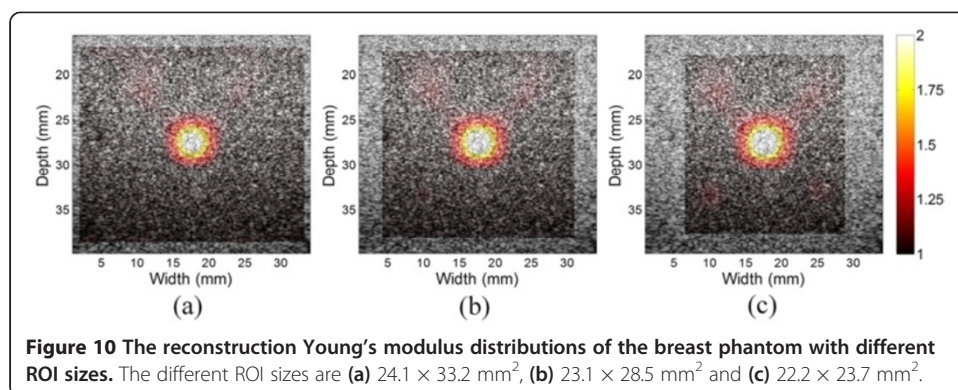 20
25
30
35
Depth (mm)
5 10 15 20 25 30
Width (mm)
(a)
20
25
30
35
Depth (mm)
5 10 15 20 25 30
Width (mm)
(b)
20
25
30
35
Depth (mm)
5 10 15 20 25 30
Width (mm)
(c)
2
1.75
1.5
1.25
1
Figure 10 The reconstruction Young's modulus distributions of the breast phantom with different
ROI sizes. The different ROI sizes are (a) 24.1 × 33.2 mm², (b) 23.1 × 28.5 mm² and (c) 22.2 × 23.7 mm².